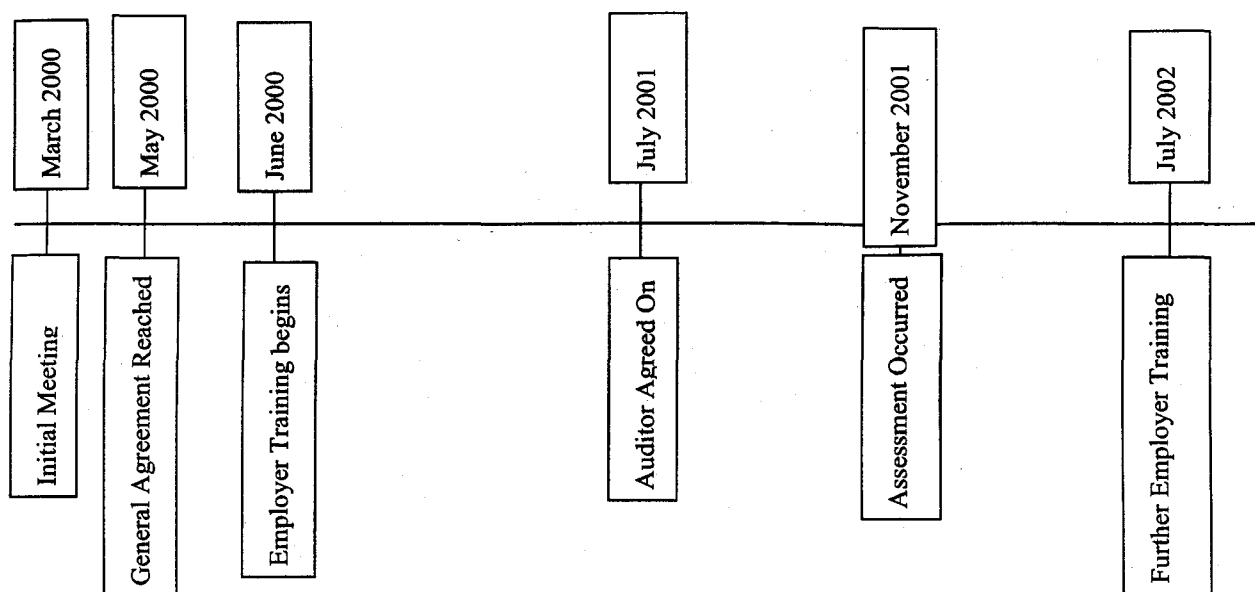 March 2000
Initial Meeting
May 2000
General Agreement Reached
June 2000
Employer Training begins
July 2001
Auditor Agreed On
November 2001
Assessment Occurred
July 2002
Further Employer Training